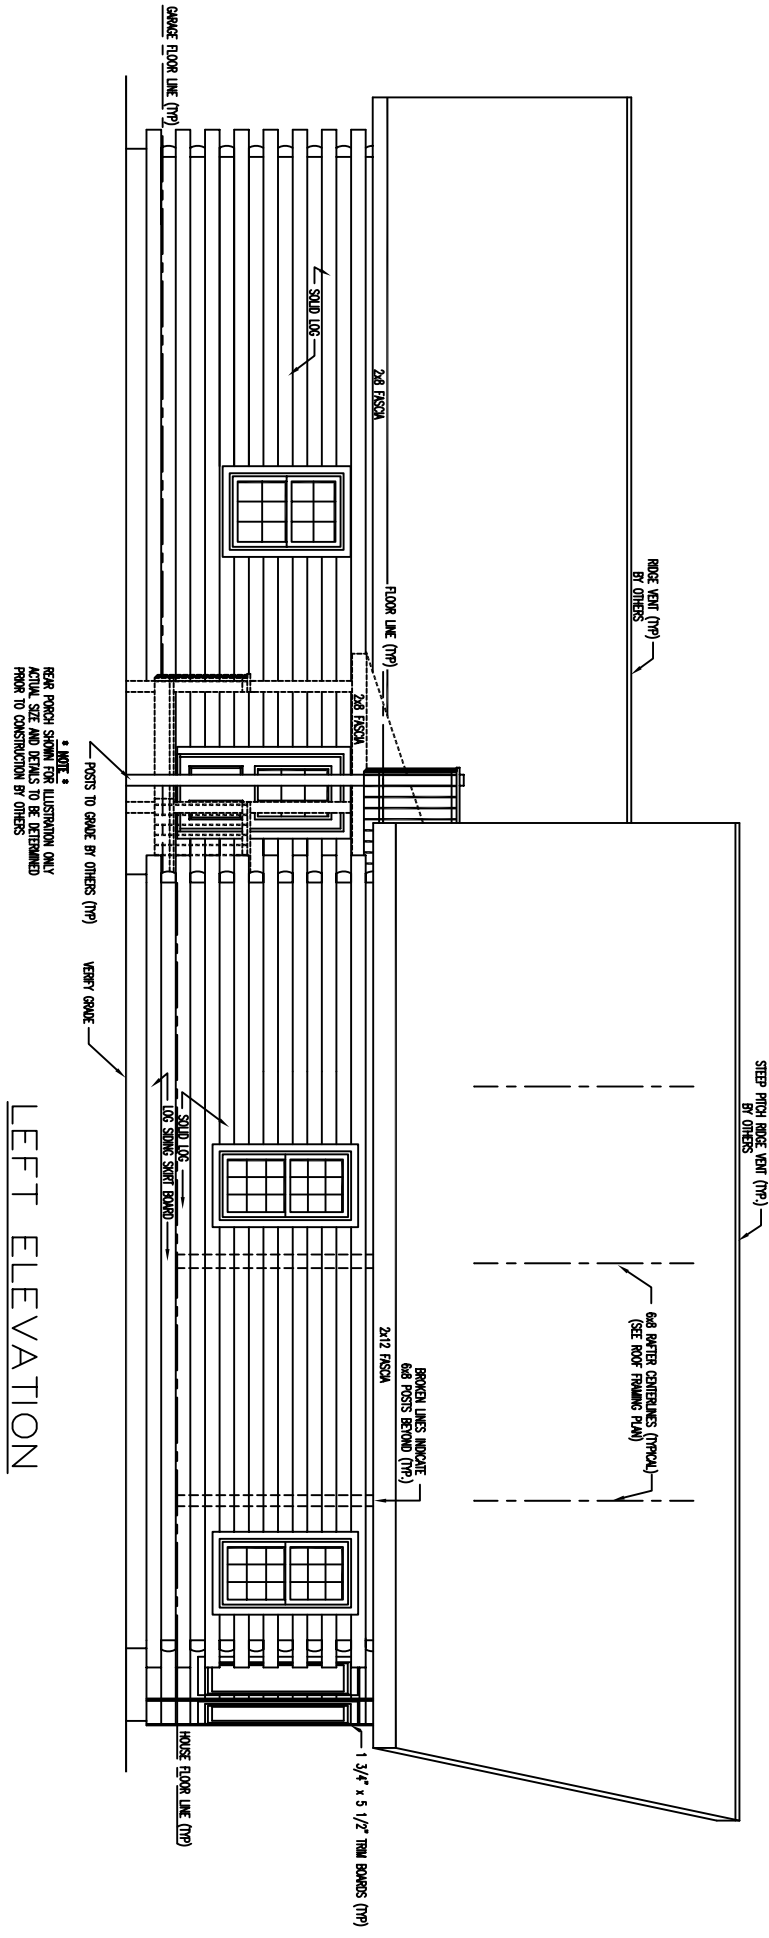 STEEP PITCH RIDGE VENT (TYP.)
BY OTHERS
RIDGE VENT (TYP)
BY OTHERS
6x8 RAFTER CENTERLINES (TYPICAL)
(SEE ROOF FRAMING PLAN)
FLOOR LINE (TYP)
2x8 FASCIA
2x8 FASCIA
2x12 FASCIA
BROKEN LINES INDICATE
6x8 POSTS BEYOND (TYP.)
1 3/4" x 5 1/2" TRIM BOARDS (TYP)
SOLID LOG
SOLID LOG
LOG SIDING SKIRT BOARD
GARAGE FLOOR LINE (TYP)
HOUSE FLOOR LINE (TYP)
POSTS TO GRADE BY OTHERS (TYP)
VERIFY GRADE
* NOTE *
REAR PORCH SHOWN FOR ILLUSTRATION ONLY
ACTUAL SIZE AND DETAILS TO BE DETERMINED
PRIOR TO CONSTRUCTION BY OTHERS
LEFT ELEVATION